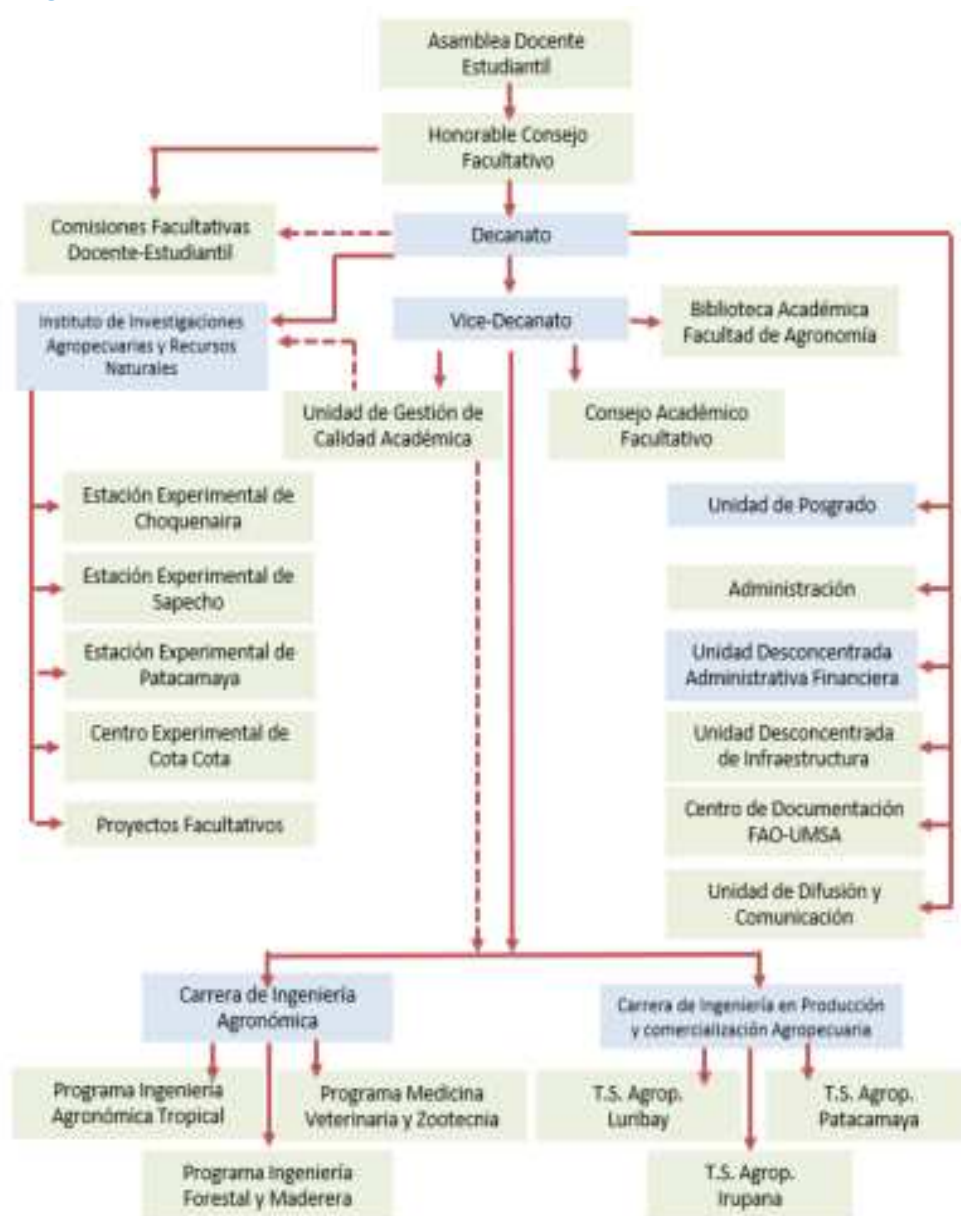 Asamblea Docente
Estudiantil
Honorable Consejo
Facultativo
Comisiones Facultativas
Docente-Estudiantil
Decanato
Instituto de Investigaciones
Agropecuarias y Recursos
Naturales
Vice-Decanato
Biblioteca Académica
Facultad de Agronomía
Unidad de Gestión de
Calidad Académica
Consejo Académico
Facultativo
Estación Experimental de
Choquenaira
Estación Experimental de
Sapecho
Estación Experimental de
Patacamaya
Centro Experimental de
Cota Cota
Proyectos Facultativos
Unidad de Posgrado
Administración
Unidad Desconcentrada
Administrativa Financiera
Unidad Desconcentrada
de Infraestructura
Centro de Documentación
FAO-UMSA
Unidad de Difusión y
Comunicación
Carrera de Ingeniería
Agronómica
Carrera de Ingeniería en Producción
y comercialización Agropecuaria
Programa Ingeniería
Agronómica Tropical
Programa Medicina
Veterinaria y Zootecnia
Programa Ingeniería
Forestal y Maderera
T.S. Agrop.
Luribay
T.S. Agrop.
Patacamaya
T.S. Agrop.
Irupana